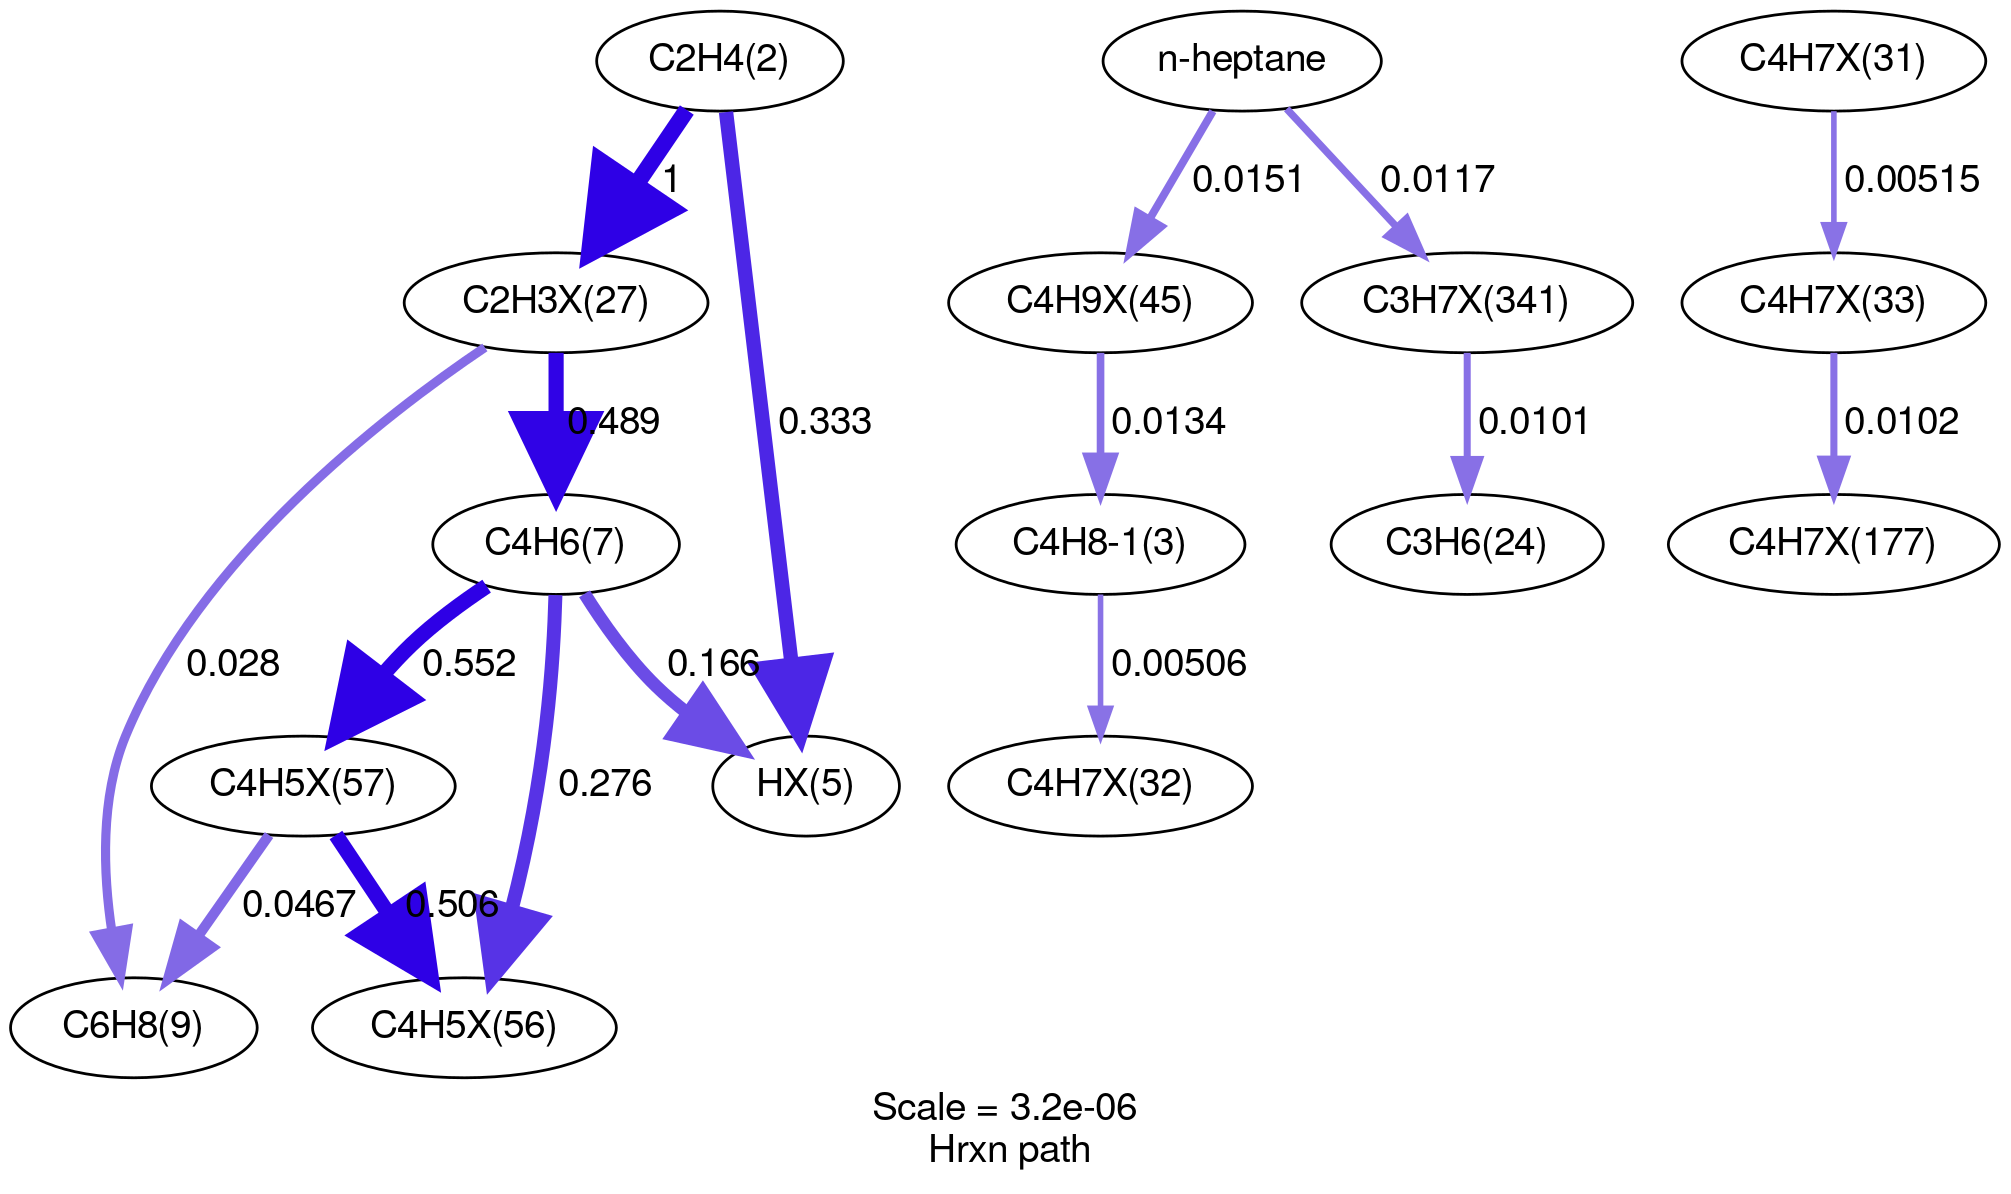 C2H4(2)
n-heptane
C4H7X(31)
1
0.0151
0.0117
0.00515
C2H3X(27)
C4H9X(45)
C3H7X(341)
C4H7X(33)
0.489
0.333
0.0134
0.0101
0.0102
C4H6(7)
C4H8-1(3)
C3H6(24)
C4H7X(177)
0.028
0.552
0.166
0.00506
C4H5X(57)
0.276
HX(5)
C4H7X(32)
0.0467
0.506
C6H8(9)
C4H5X(56)
Scale = 3.2e-06
Hrxn path